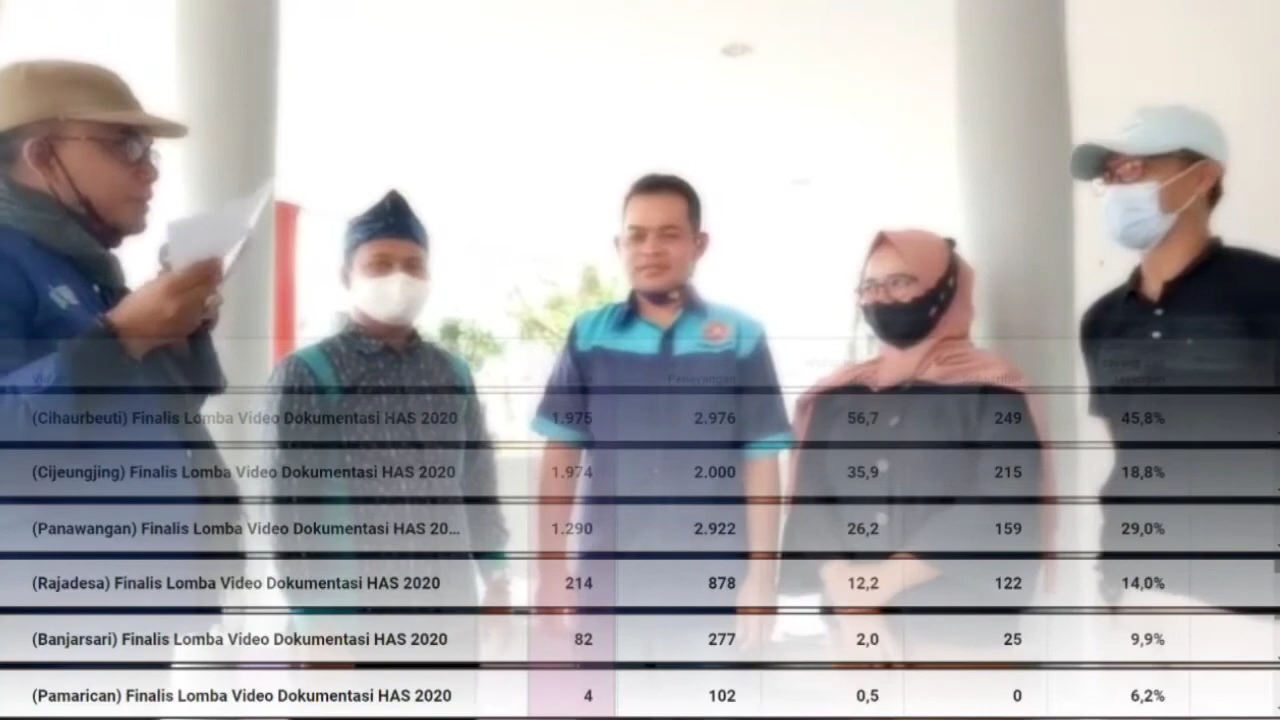 Penayangan
(Cihaurbeuti) Finalis Lomba Video Dokumentasi HAS 2020 1.975 2.976 56,7 249 45,8%
(Cijeungjing) Finalis Lomba Video Dokumentasi HAS 2020 1.974 2.000 35,9 215 18,8%
(Panawangan) Finalis Lomba Video Dokumentasi HAS 20... 1.290 2.922 26,2 159 29,0%
(Rajadesa) Finalis Lomba Video Dokumentasi HAS 2020 214 878 12,2 122 14,0%
(Banjarsari) Finalis Lomba Video Dokumentasi HAS 2020 82 277 2,0 25 9,9%
(Pamarican) Finalis Lomba Video Dokumentasi HAS 2020 4 102 0,5 0 6,2%